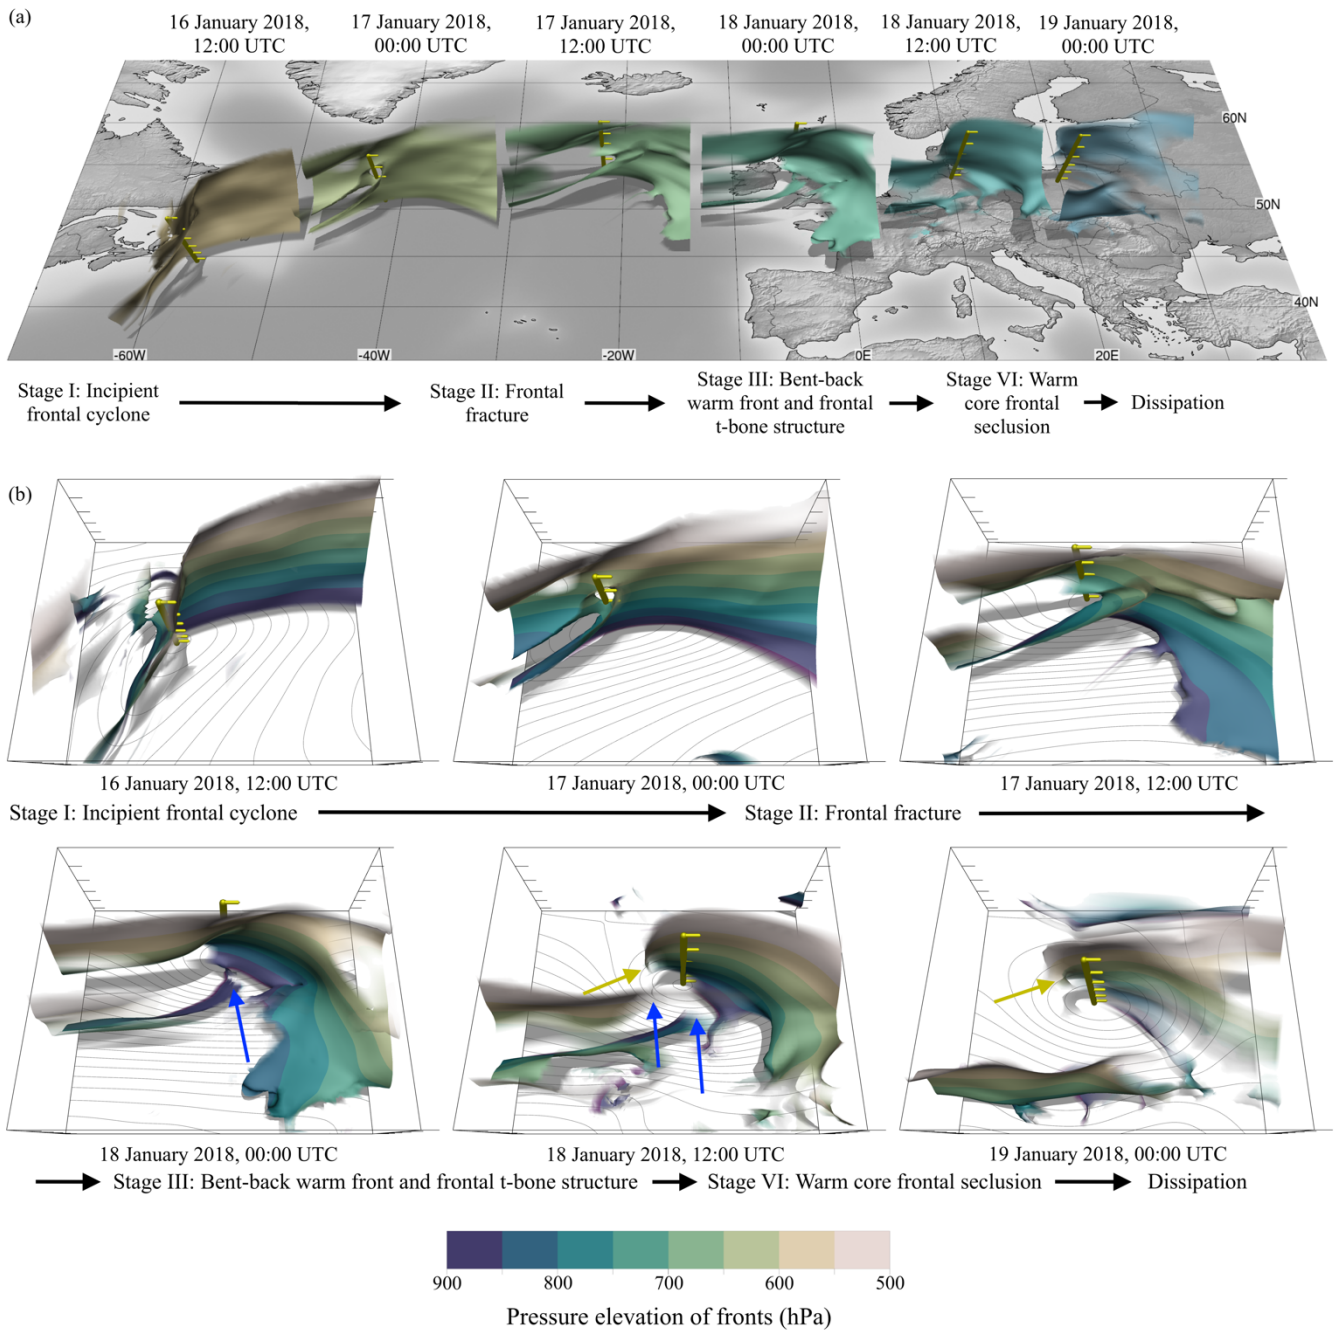 (a)
16 January 2018,
12:00 UTC
17 January 2018,
00:00 UTC
17 January 2018,
12:00 UTC
18 January 2018,
00:00 UTC
18 January 2018,
12:00 UTC
19 January 2018,
00:00 UTC
60N
50N
40N
-60W
-40W
-20W
0E
20E
Stage I: Incipient
frontal cyclone
Stage II: Frontal
fracture
Stage III: Bent-back
warm front and frontal
t-bone structure
Stage VI: Warm
core frontal
seclusion
Dissipation
(b)
16 January 2018, 12:00 UTC
17 January 2018, 00:00 UTC
17 January 2018, 12:00 UTC
Stage I: Incipient frontal cyclone
Stage II: Frontal fracture
18 January 2018, 00:00 UTC
18 January 2018, 12:00 UTC
19 January 2018, 00:00 UTC
Stage III: Bent-back warm front and frontal t-bone structure
Stage VI: Warm core frontal seclusion
Dissipation
900
800
700
600
500
Pressure elevation of fronts (hPa)